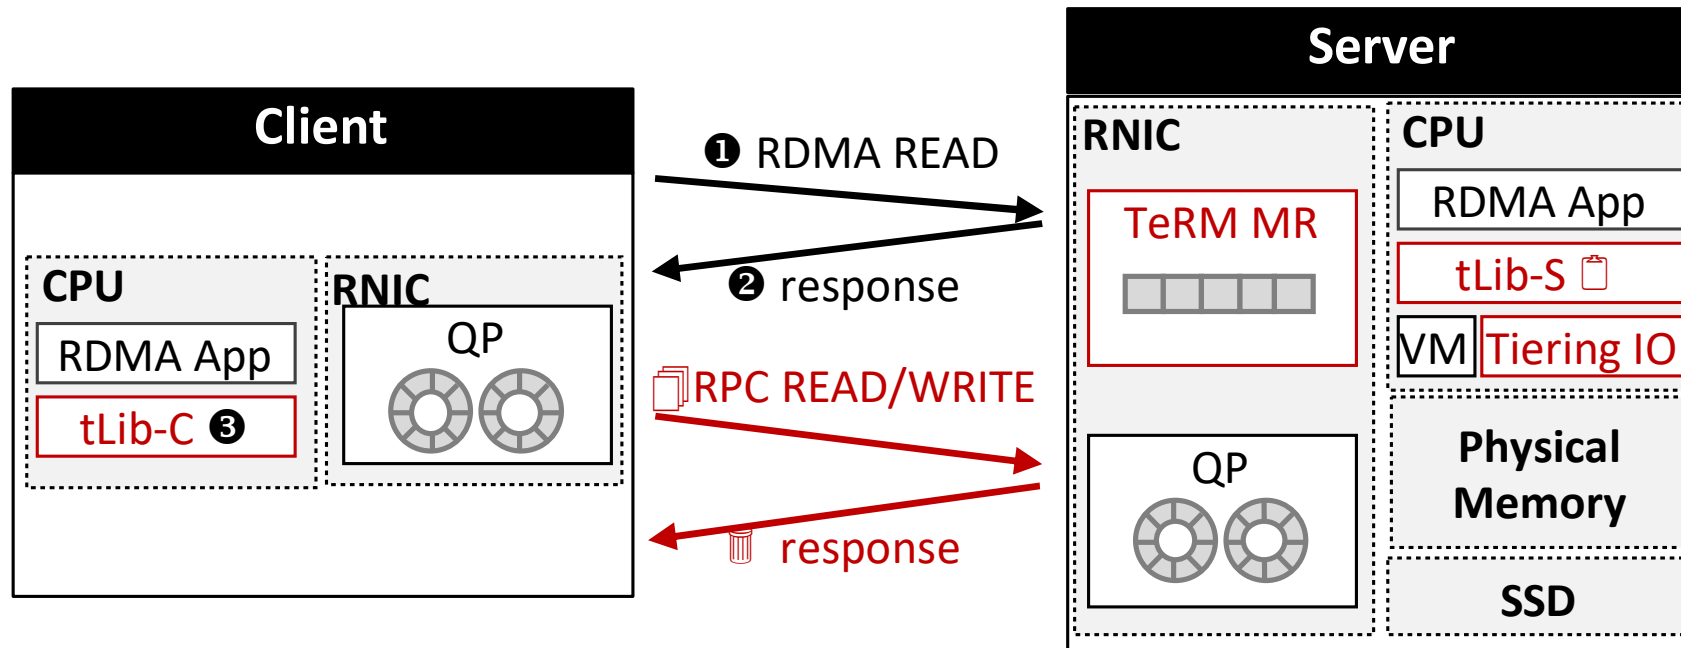 Client
CPU
RDMA App
tLib-C ❸
RNIC
QP
❶ RDMA READ
❷ response
RPC READ/WRITE
response
Server
RNIC
TeRM MR
QP
CPU
RDMA App
tLib-S
VM
Tiering IO
Physical
Memory
SSD